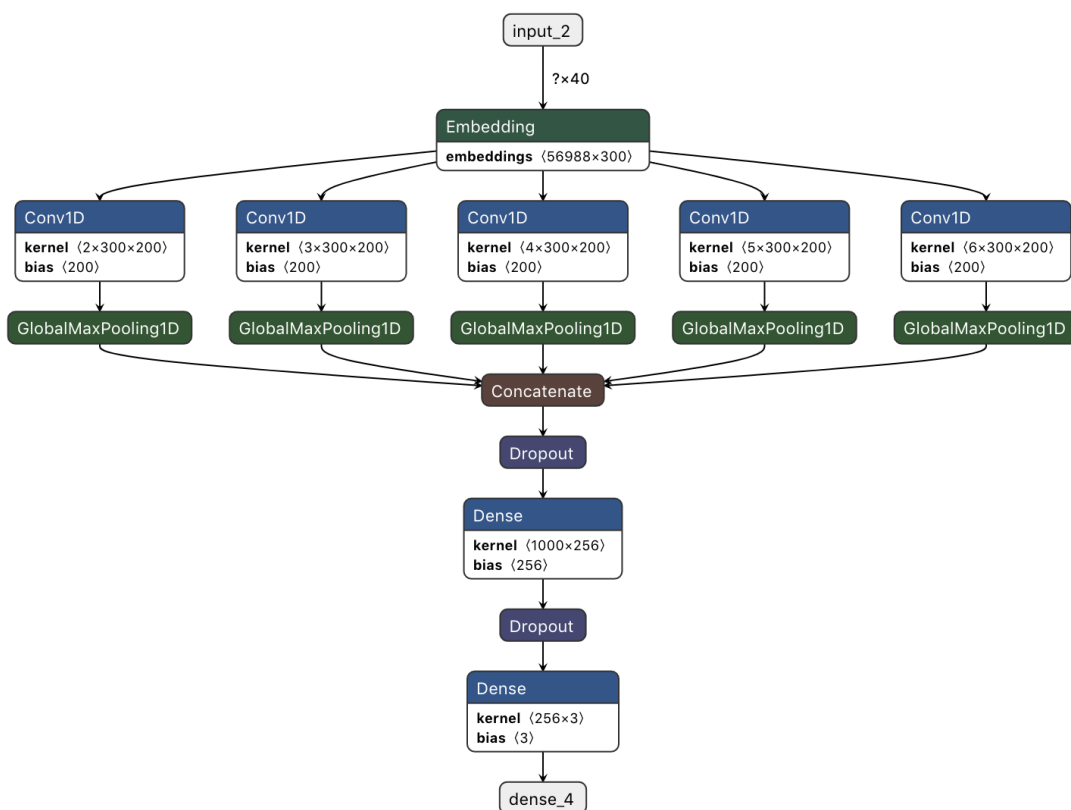 input_2
?×40
Embedding
embeddings ⟨56988×300⟩
Conv1D
kernel ⟨2×300×200⟩
bias ⟨200⟩
Conv1D
kernel ⟨3×300×200⟩
bias ⟨200⟩
Conv1D
kernel ⟨4×300×200⟩
bias ⟨200⟩
Conv1D
kernel ⟨5×300×200⟩
bias ⟨200⟩
Conv1D
kernel ⟨6×300×200⟩
bias ⟨200⟩
GlobalMaxPooling1D
GlobalMaxPooling1D
GlobalMaxPooling1D
GlobalMaxPooling1D
GlobalMaxPooling1D
Concatenate
Dropout
Dense
kernel ⟨1000×256⟩
bias ⟨256⟩
Dropout
Dense
kernel ⟨256×3⟩
bias ⟨3⟩
dense_4